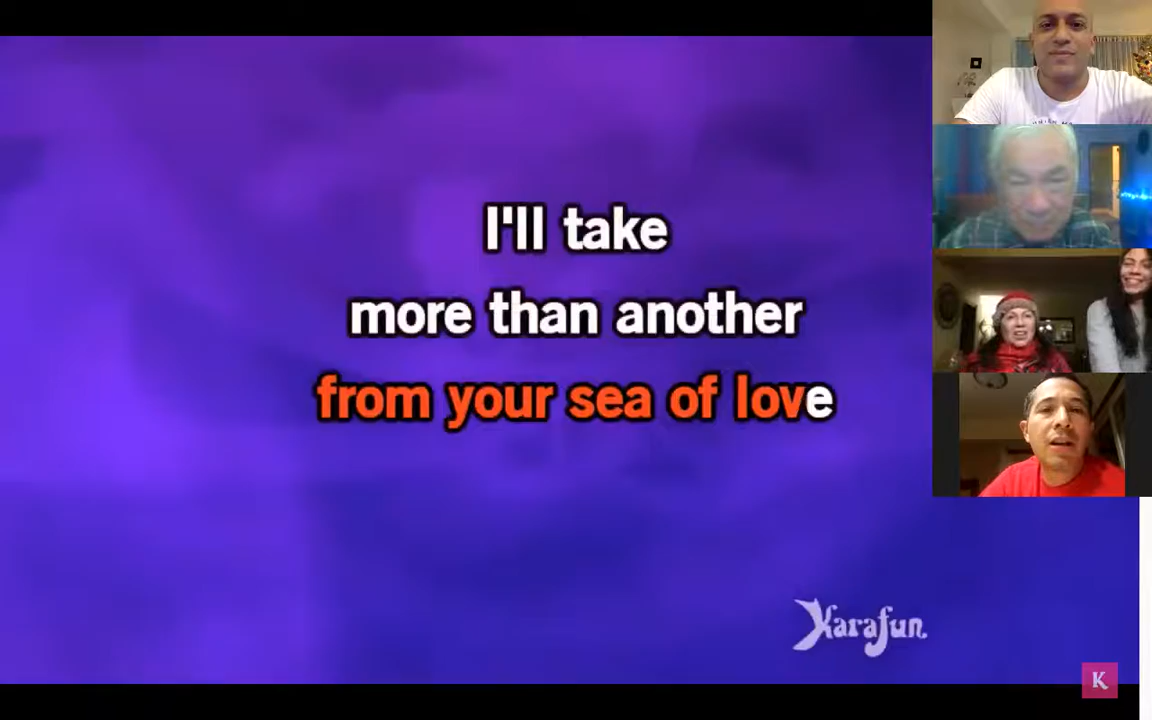 I'll take
more than another
from your sea of love
Karafun
K